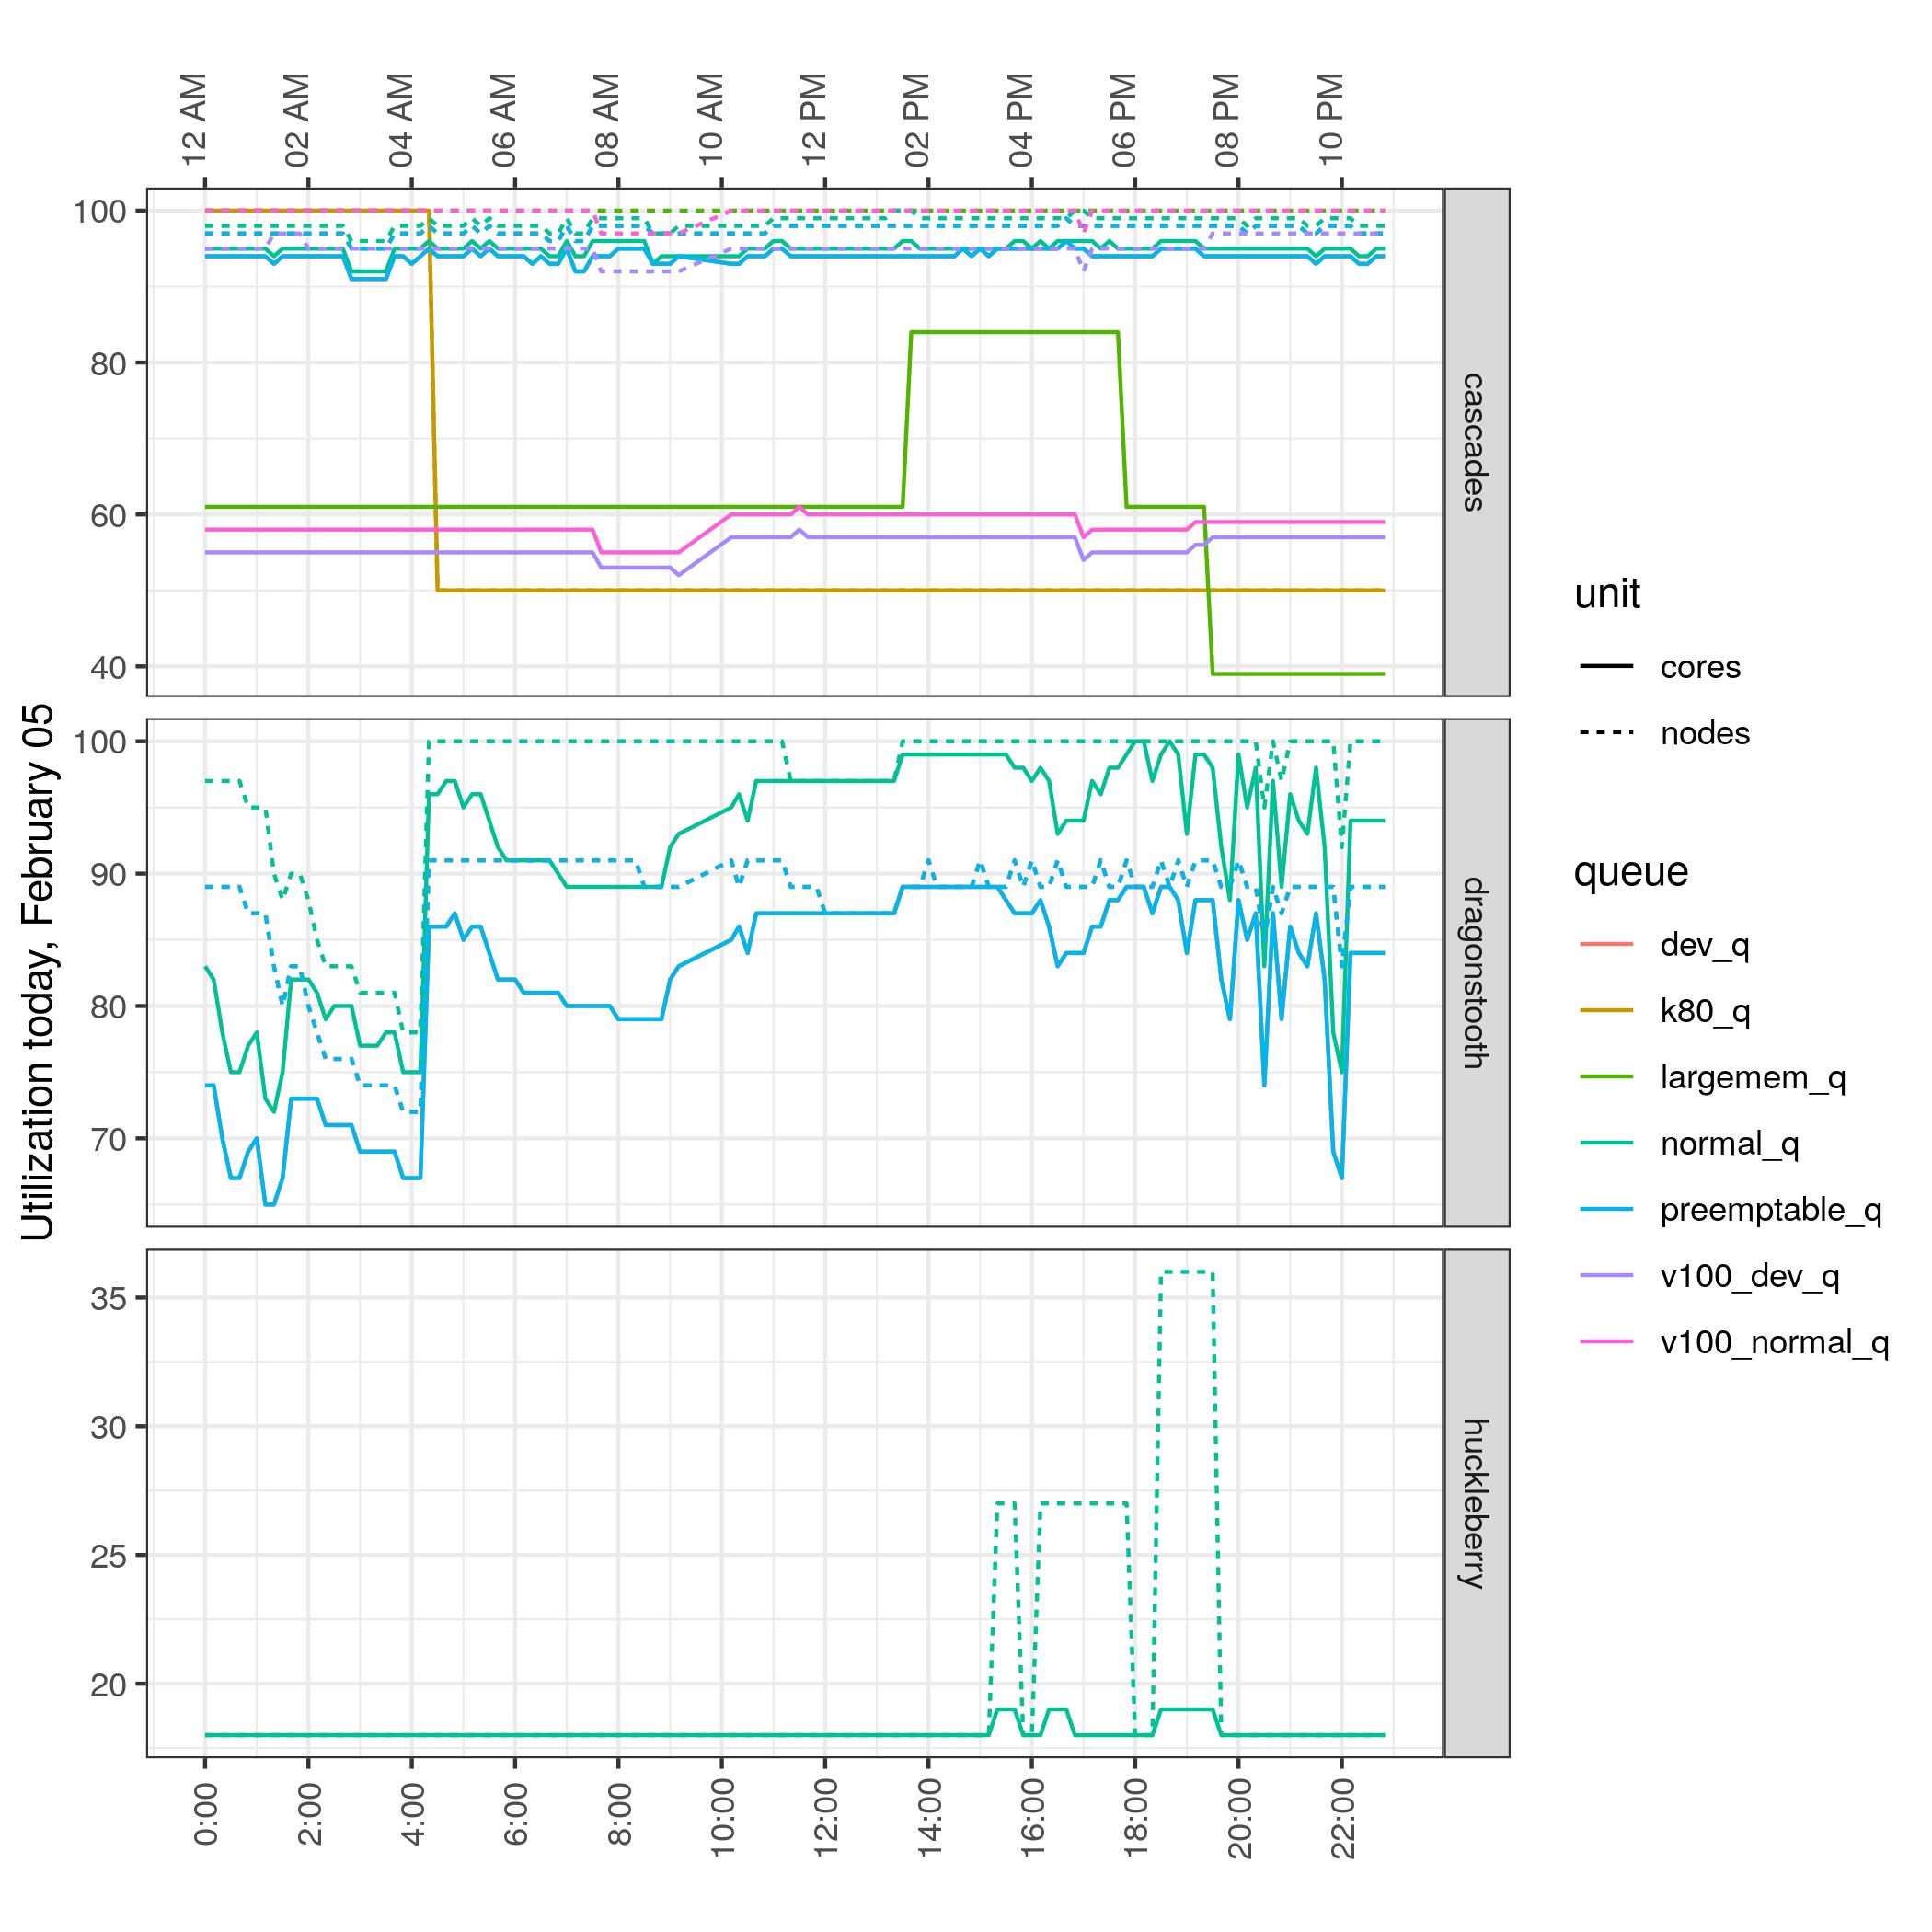 12 AM
02 AM
04 AM
06 AM
08 AM
10 AM
12 PM
02 PM
04 PM
06 PM
08 PM
10 PM
Utilization today, February 05
100
80
60
40
cascades
100
90
80
70
dragonstooth
35
30
25
20
huckleberry
0:00
2:00
4:00
6:00
8:00
10:00
12:00
14:00
16:00
18:00
20:00
22:00
unit
cores
nodes
queue
dev_q
k80_q
largemem_q
normal_q
preemptable_q
v100_dev_q
v100_normal_q